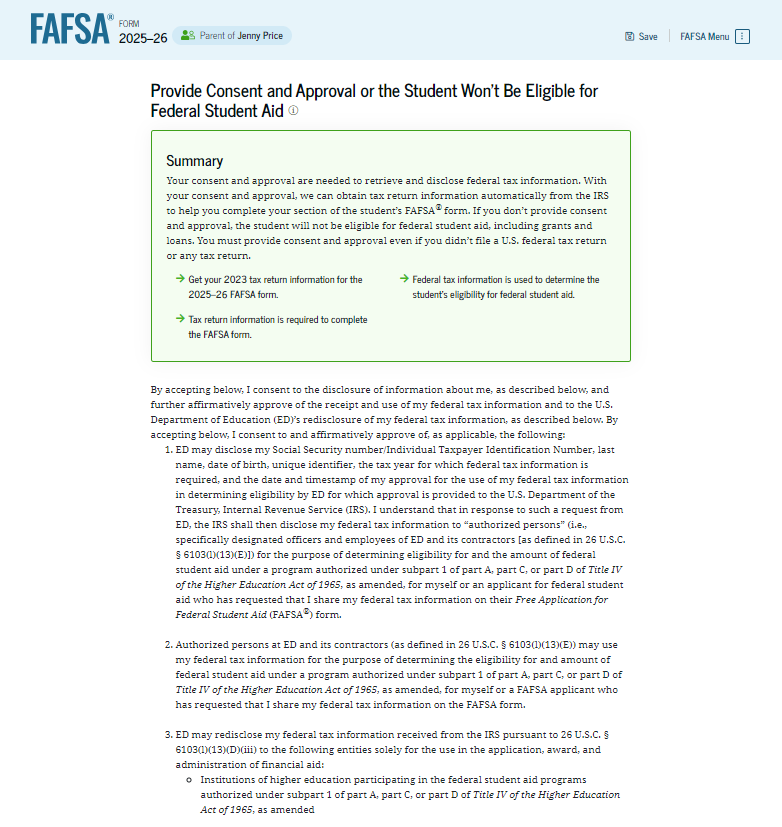 FAFSA®
FORM
2025–26
Parent of Jenny Price
Save
FAFSA Menu
Provide Consent and Approval or the Student Won't Be Eligible for
Federal Student Aid
Summary
Your consent and approval are needed to retrieve and disclose federal tax information. With
your consent and approval, we can obtain tax return information automatically from the IRS
to help you complete your section of the student's FAFSA® form. If you don't provide consent
and approval, the student will not be eligible for federal student aid, including grants and
loans. You must provide consent and approval even if you didn't file a U.S. federal tax return
or any tax return.
Get your 2023 tax return information for the
2025–26 FAFSA form.
Tax return information is required to complete
the FAFSA form.
Federal tax information is used to determine the
student's eligibility for federal student aid.
By accepting below, I consent to the disclosure of information about me, as described below, and
further affirmatively approve of the receipt and use of my federal tax information and to the U.S.
Department of Education (ED)'s redisclosure of my federal tax information, as described below. By
accepting below, I consent to and affirmatively approve of, as applicable, the following:
1. ED may disclose my Social Security number/Individual Taxpayer Identification Number, last
name, date of birth, unique identifier, the tax year for which federal tax information is
required, and the date and timestamp of my approval for the use of my federal tax information
in determining eligibility by ED for which approval is provided to the U.S. Department of the
Treasury, Internal Revenue Service (IRS). I understand that in response to such a request from
ED, the IRS shall then disclose my federal tax information to “authorized persons” (i.e.,
specifically designated officers and employees of ED and its contractors [as defined in 26 U.S.C.
§ 6103(l)(13)(E)]) for the purpose of determining eligibility for and the amount of federal
student aid under a program authorized under subpart 1 of part A, part C, or part D of Title IV
of the Higher Education Act of 1965, as amended, for myself or an applicant for federal student
aid who has requested that I share my federal tax information on their Free Application for
Federal Student Aid (FAFSA®) form.
2. Authorized persons at ED and its contractors (as defined in 26 U.S.C. § 6103(l)(13)(E)) may use
my federal tax information for the purpose of determining the eligibility for and amount of
federal student aid under a program authorized under subpart 1 of part A, part C, or part D of
Title IV of the Higher Education Act of 1965, as amended, for myself or a FAFSA applicant who
has requested that I share my federal tax information on the FAFSA form.
3. ED may redisclose my federal tax information received from the IRS pursuant to 26 U.S.C. §
6103(l)(13)(D)(iii) to the following entities solely for the use in the application, award, and
administration of financial aid:
Institutions of higher education participating in the federal student aid programs
authorized under subpart 1 of part A, part C, or part D of Title IV of the Higher Education
Act of 1965, as amended